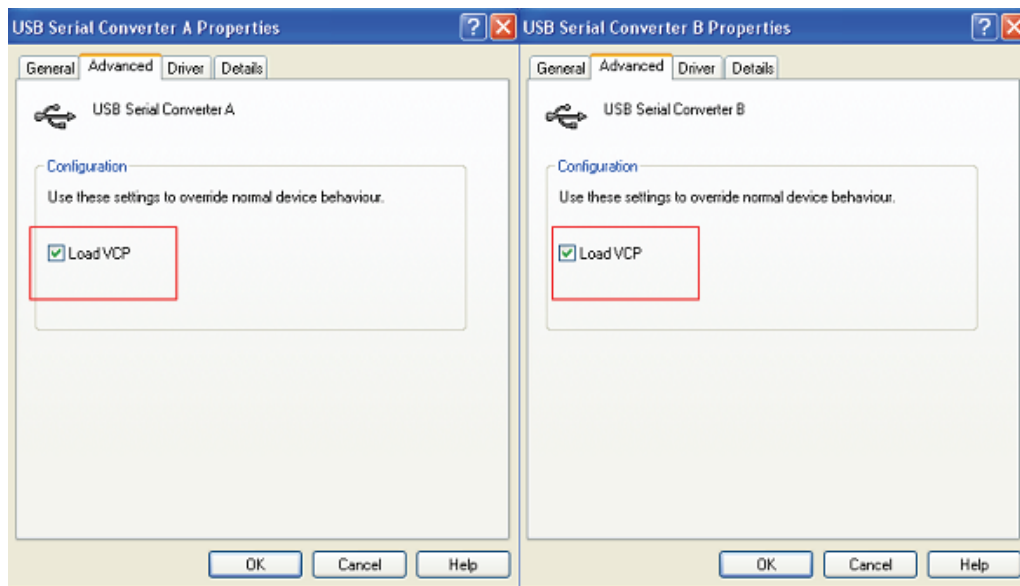 USB Serial Converter A Properties
General Advanced Driver Details
USB Serial Converter A
Configuration
Use these settings to override normal device behaviour.
Load VCP
OK Cancel Help
USB Serial Converter B Properties
General Advanced Driver Details
USB Serial Converter B
Configuration
Use these settings to override normal device behaviour.
Load VCP
OK Cancel Help